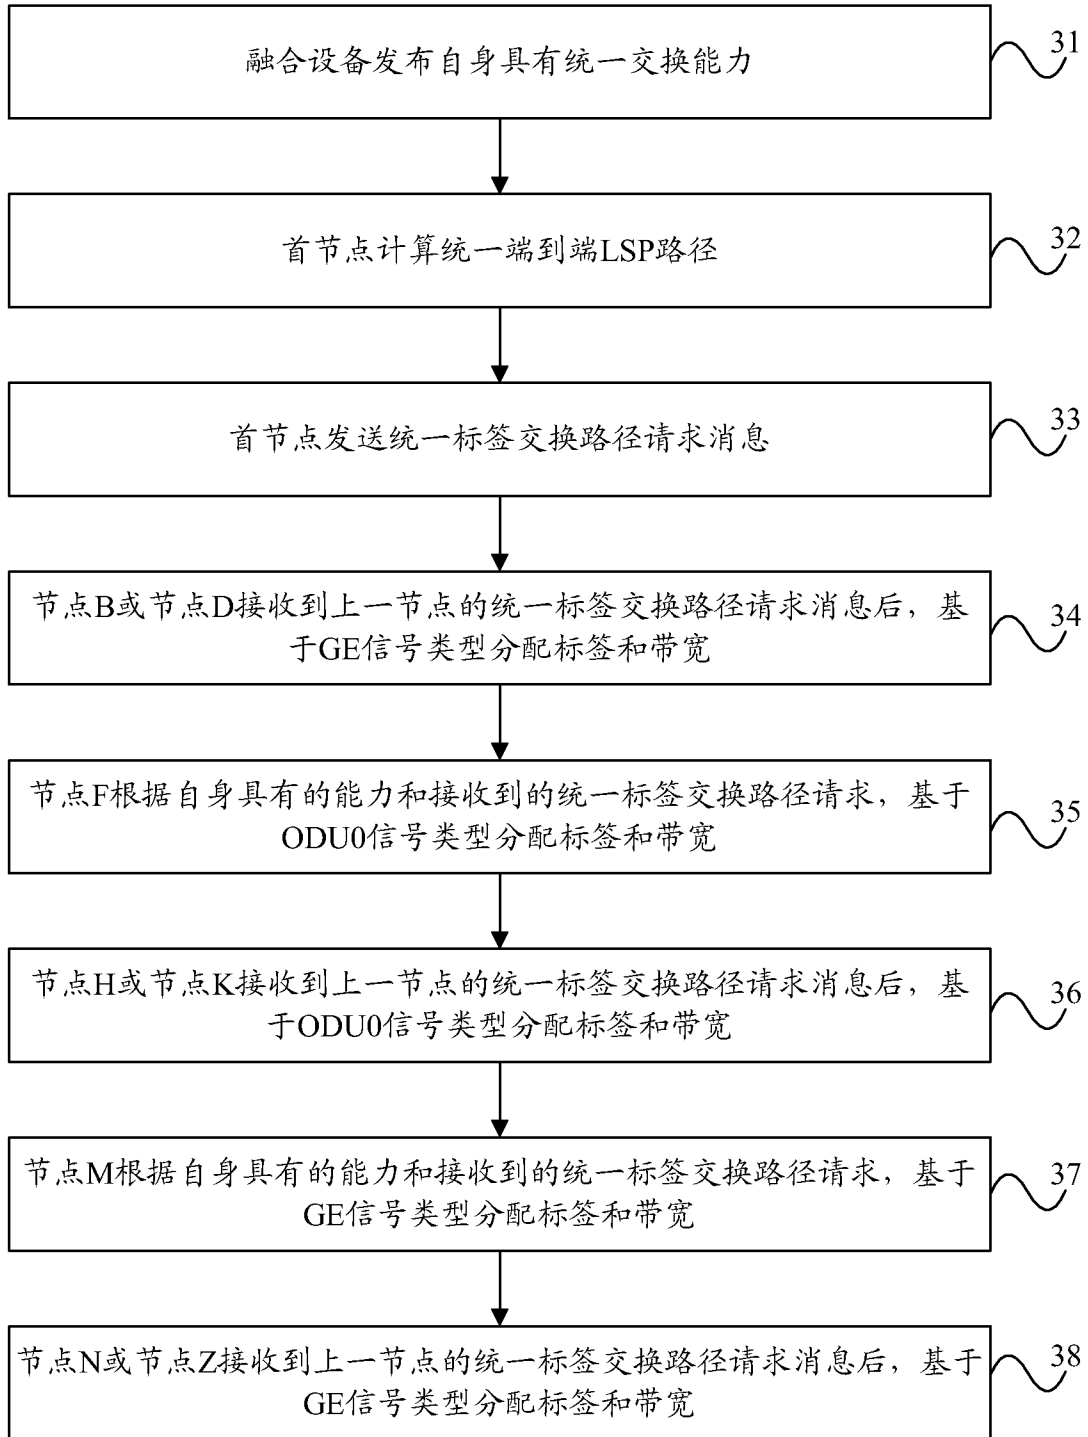 融合设备发布自身具有统一交换能力
31
首节点计算统一端到端LSP路径
32
首节点发送统一标签交换路径请求消息
33
节点B或节点D接收到上一节点的统一标签交换路径请求消息后，基
于GE信号类型分配标签和带宽
34
节点F根据自身具有的能力和接收到的统一标签交换路径请求，基于
ODU0信号类型分配标签和带宽
35
节点H或节点K接收到上一节点的统一标签交换路径请求消息后，基
于ODU0信号类型分配标签和带宽
36
节点M根据自身具有的能力和接收到的统一标签交换路径请求，基于
GE信号类型分配标签和带宽
37
节点N或节点Z接收到上一节点的统一标签交换路径请求消息后，基于
GE信号类型分配标签和带宽
38